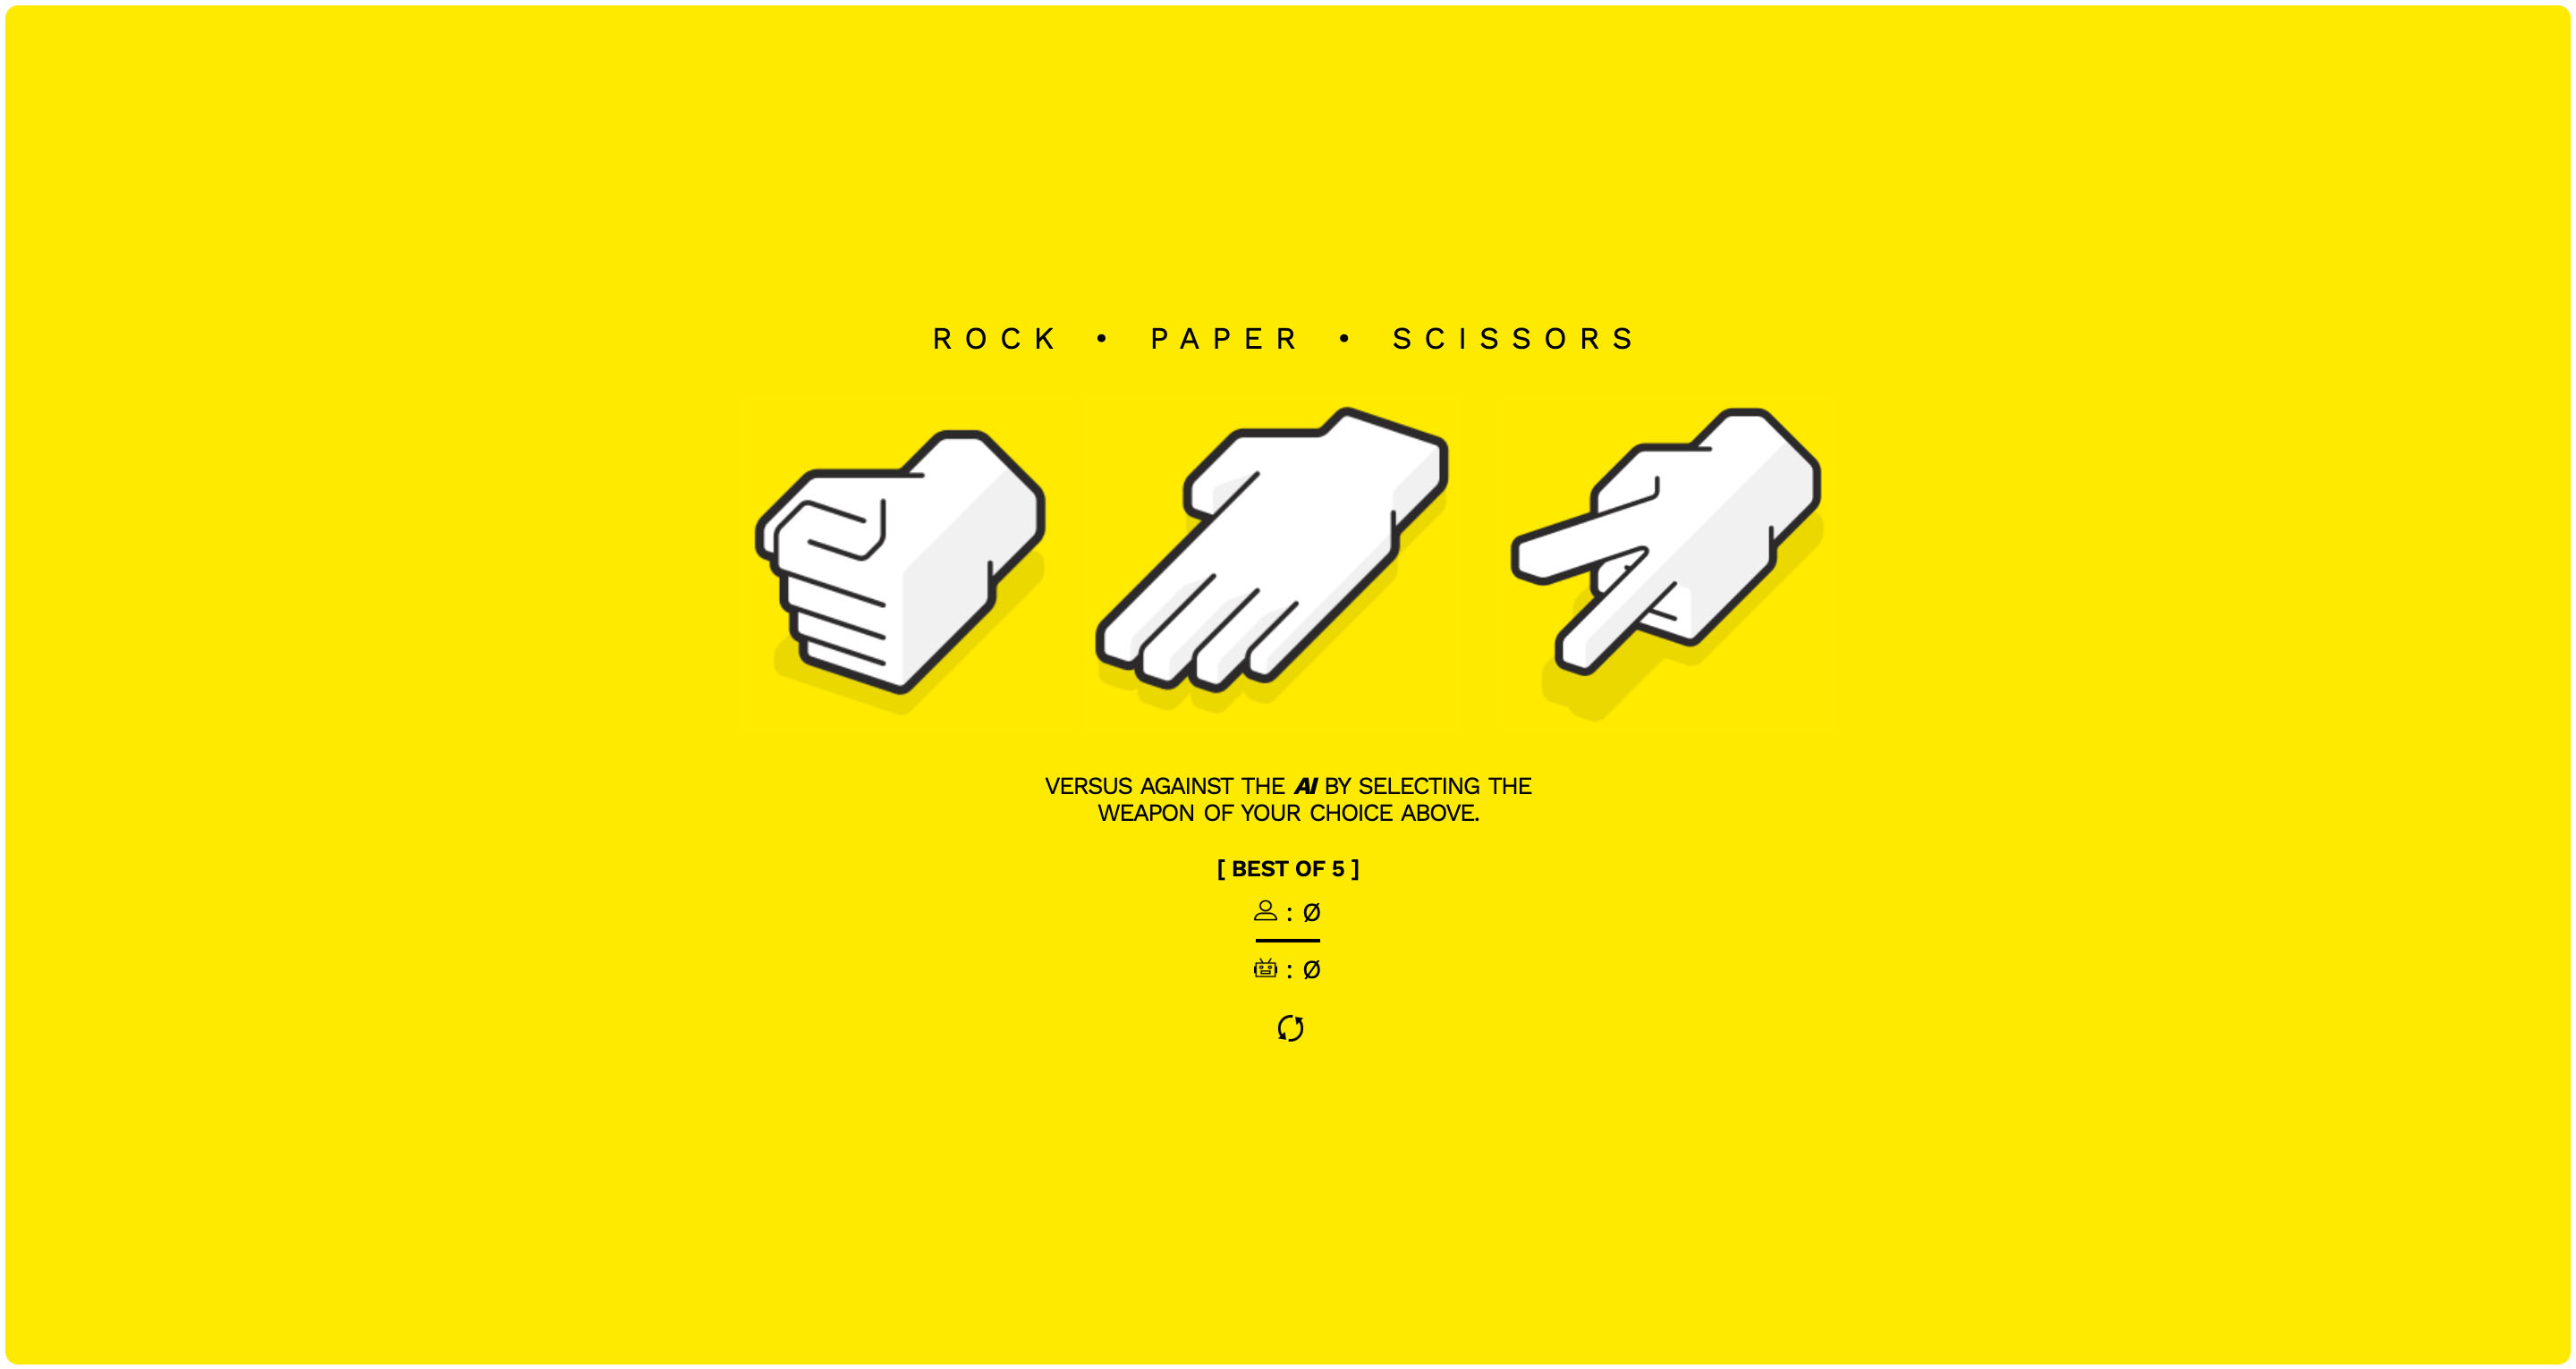 ROCK • PAPER • SCISSORS
VERSUS AGAINST THE AI BY SELECTING THE
WEAPON OF YOUR CHOICE ABOVE.
[ BEST OF 5 ]
: Ø
: Ø